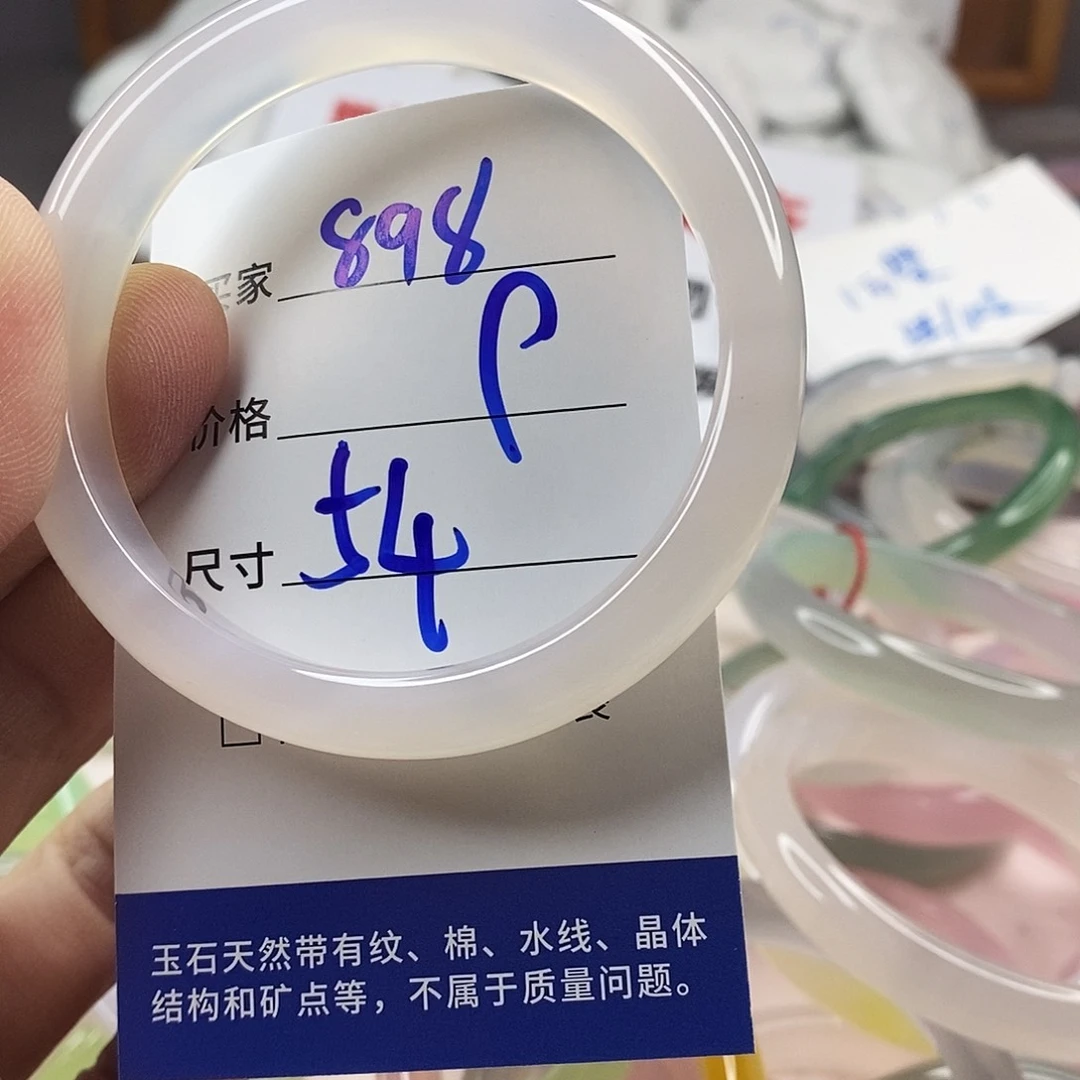 买家 898
价格 P
尺寸 54
玉石天然带有纹、棉、水线、晶体
结构和矿点等，不属于质量问题。